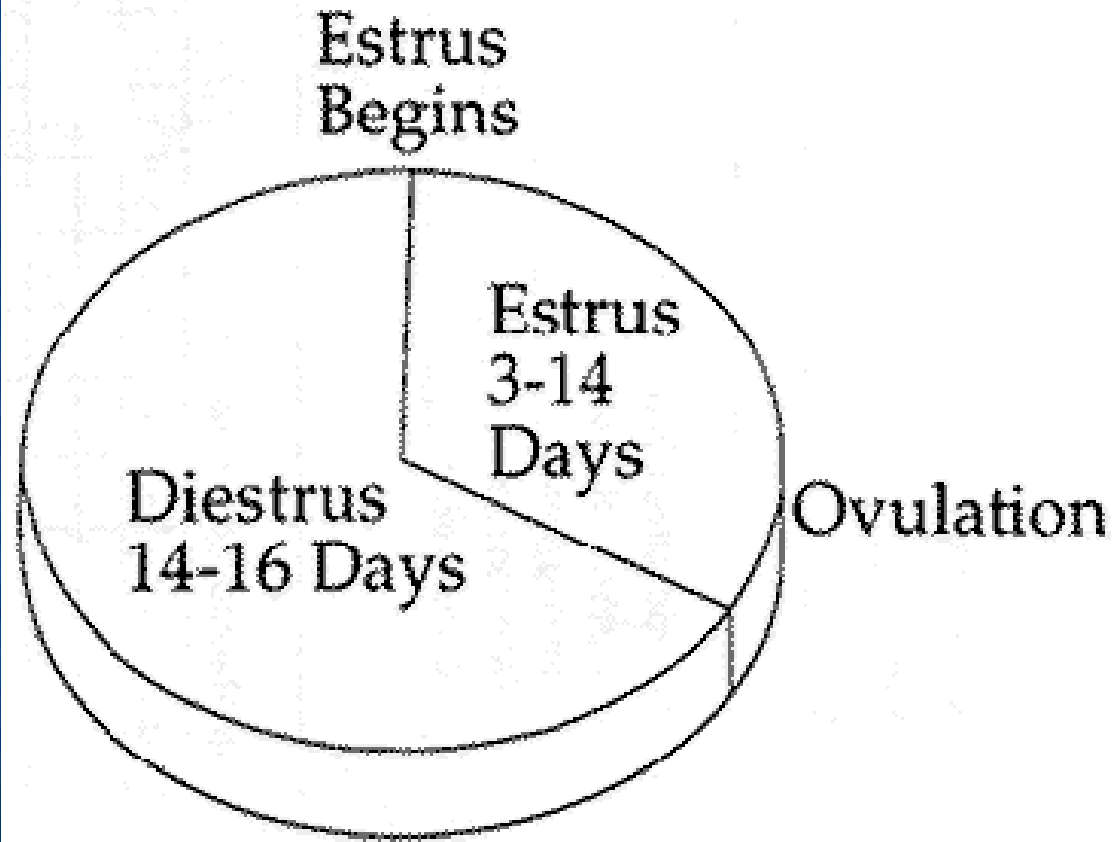 Estrus
Begins
Estrus
3-14
Days
Diestrus
14-16 Days
Ovulation